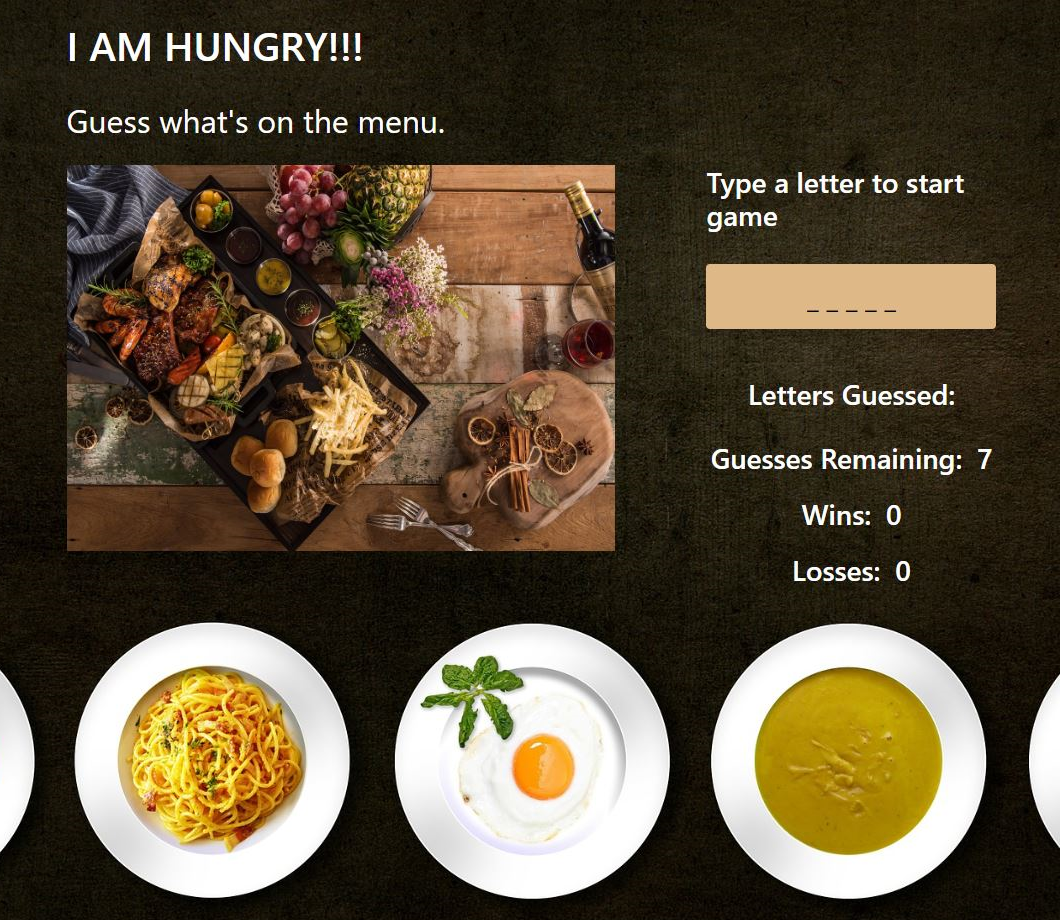 I AM HUNGRY!!!
Guess what's on the menu.
Type a letter to start
game
_ _ _ _ _
Letters Guessed:
Guesses Remaining: 7
Wins: 0
Losses: 0